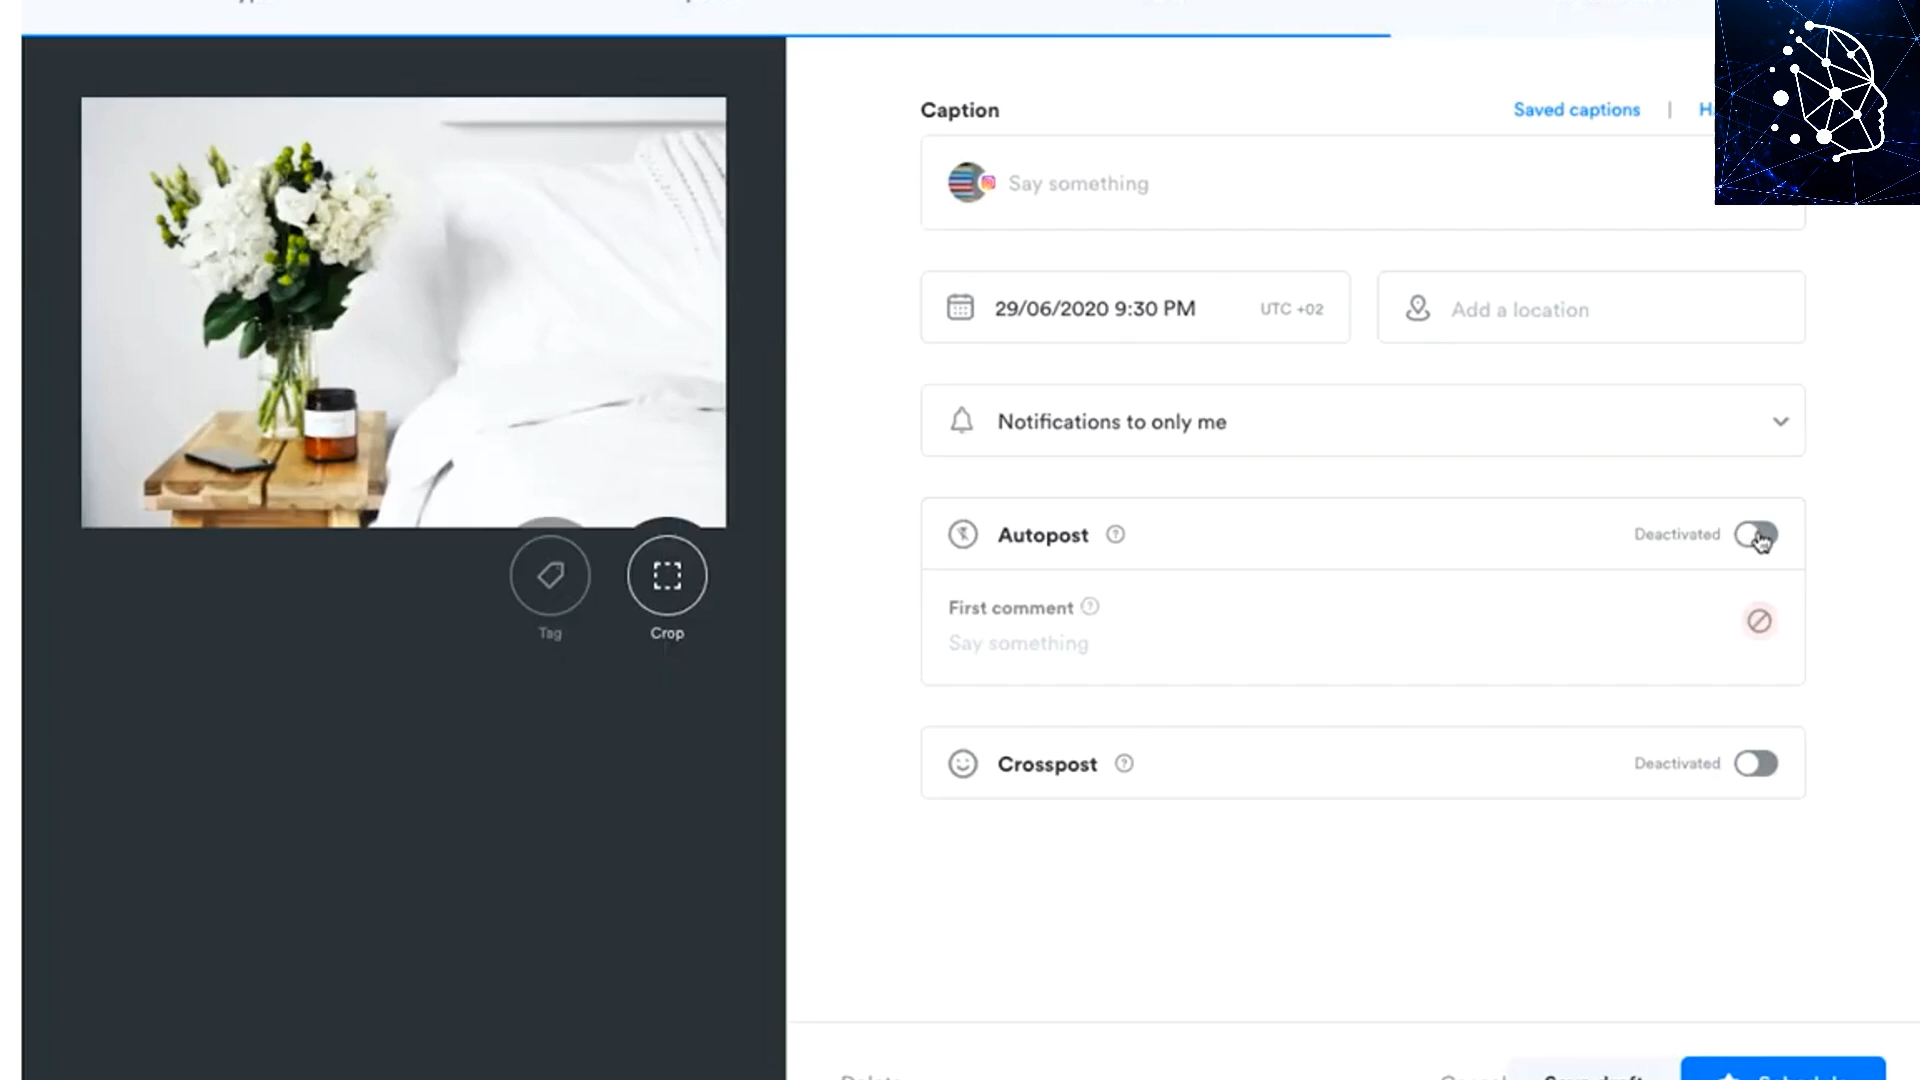 Caption
Saved captions |
Say something
29/06/2020 9:30 PM UTC +02
Add a location
Notifications to only me
Autopost
Deactivated
First comment
Say something
Tag
Crop
Crosspost
Deactivated